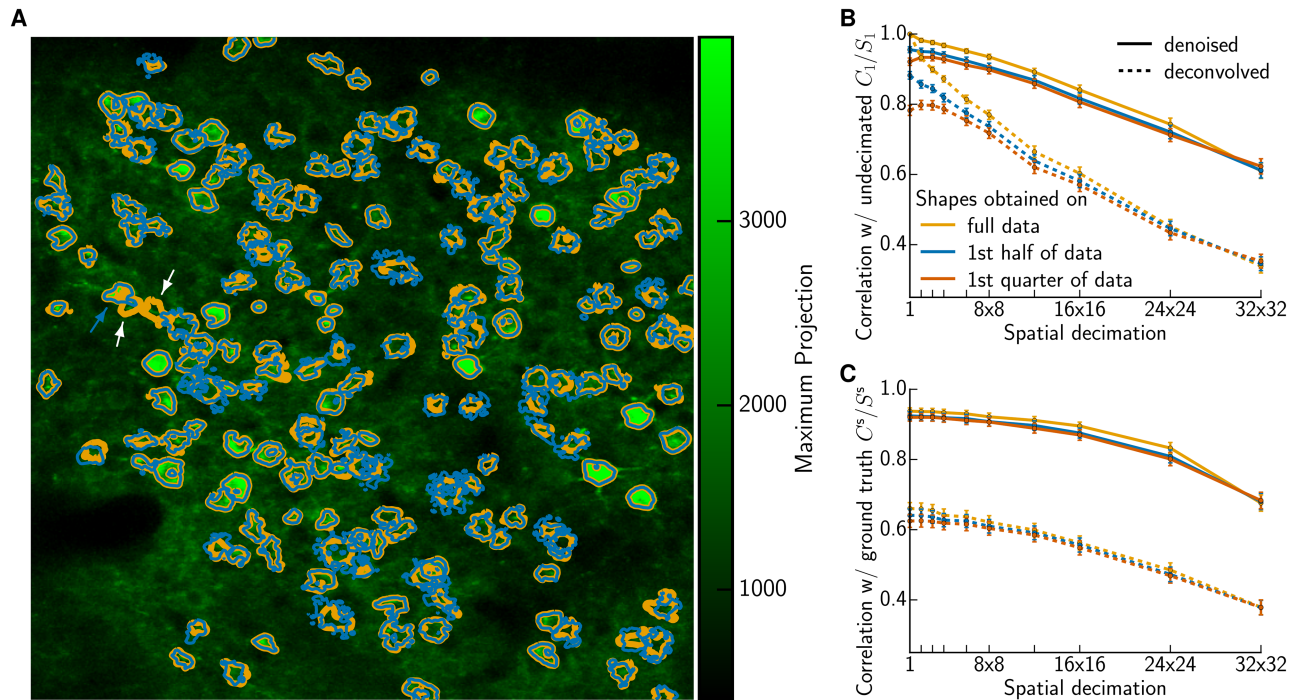 A
3000
2000
1000
Maximum Projection
B
Correlation w/ undecimated C₁/S₁
1.0
0.8
0.6
0.4
denoised
deconvolved
Shapes obtained on
full data
1st half of data
1st quarter of data
1 8x8 16x16 24x24 32x32
Spatial decimation
C
Correlation w/ ground truth Cˢ/Sˢ
1.0
0.8
0.6
0.4
1 8x8 16x16 24x24 32x32
Spatial decimation